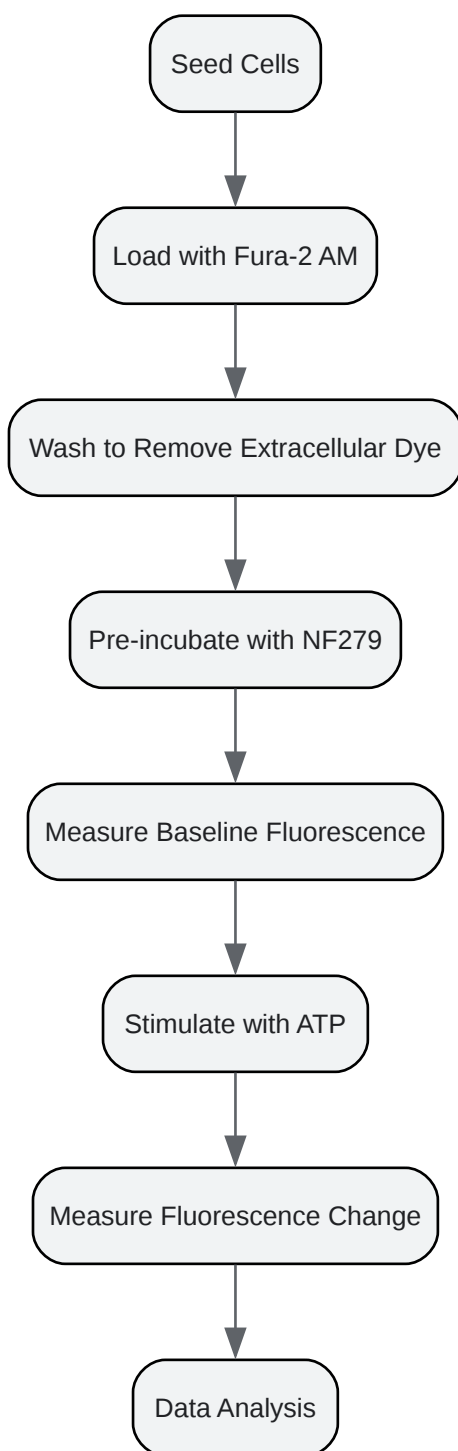 Seed Cells
Load with Fura-2 AM
Wash to Remove Extracellular Dye
Pre-incubate with NF279
Measure Baseline Fluorescence
Stimulate with ATP
Measure Fluorescence Change
Data Analysis